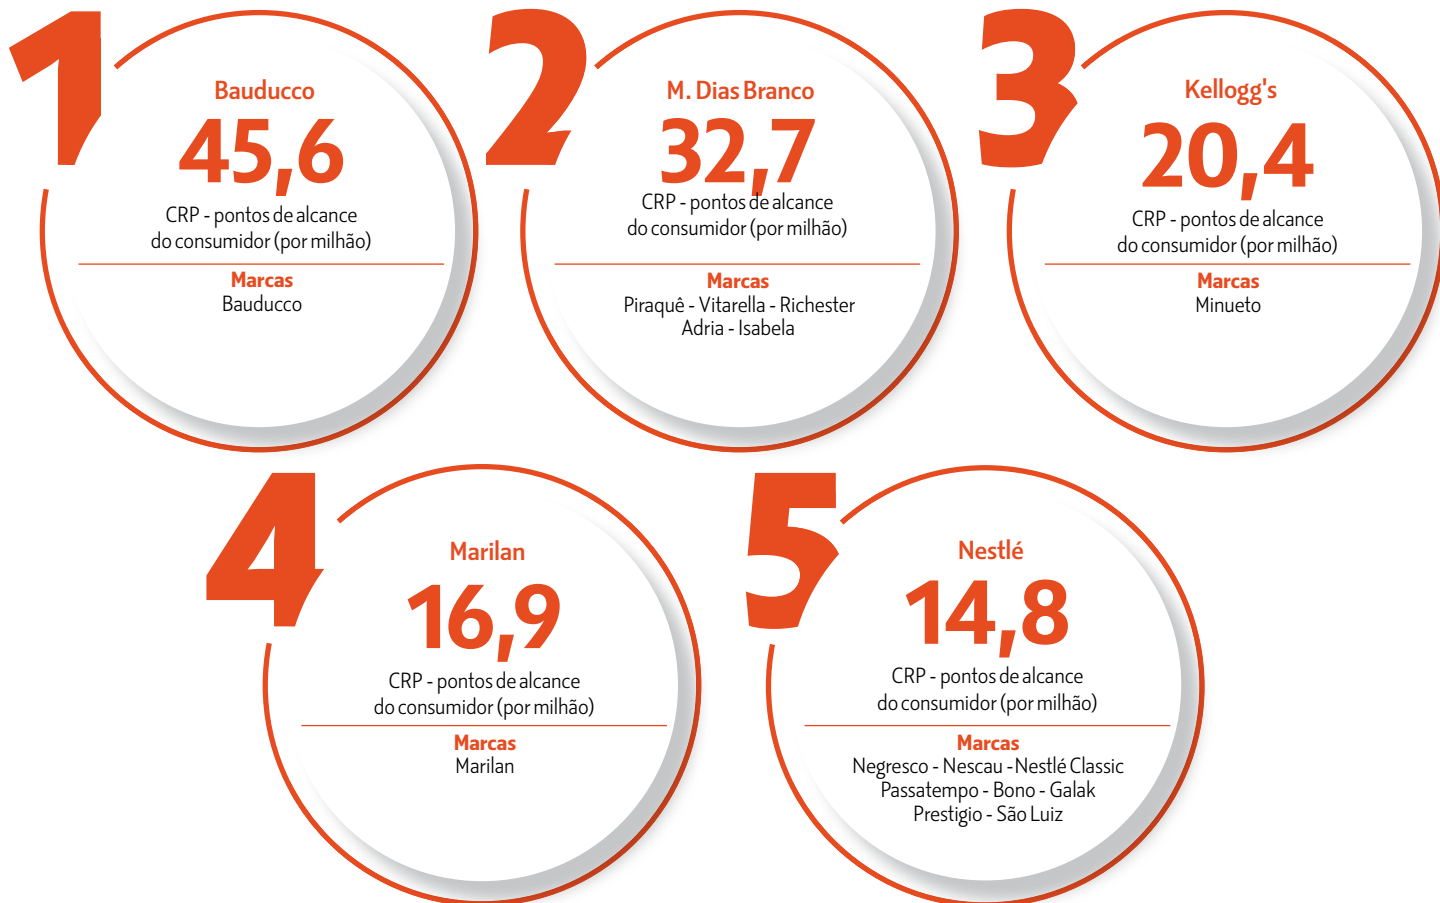 1
Bauducco
45,6
CRP - pontos de alcance
do consumidor (por milhão)
Marcas
Bauducco
2
M. Dias Branco
32,7
CRP - pontos de alcance
do consumidor (por milhão)
Marcas
Piraquê - Vitarella - Richester
Adria - Isabela
3
Kellogg's
20,4
CRP - pontos de alcance
do consumidor (por milhão)
Marcas
Minueto
4
Marilan
16,9
CRP - pontos de alcance
do consumidor (por milhão)
Marcas
Marilan
5
Nestlé
14,8
CRP - pontos de alcance
do consumidor (por milhão)
Marcas
Negresco - Nescau -Nestlé Classic
Passatempo - Bono - Galak
Prestigio - São Luiz